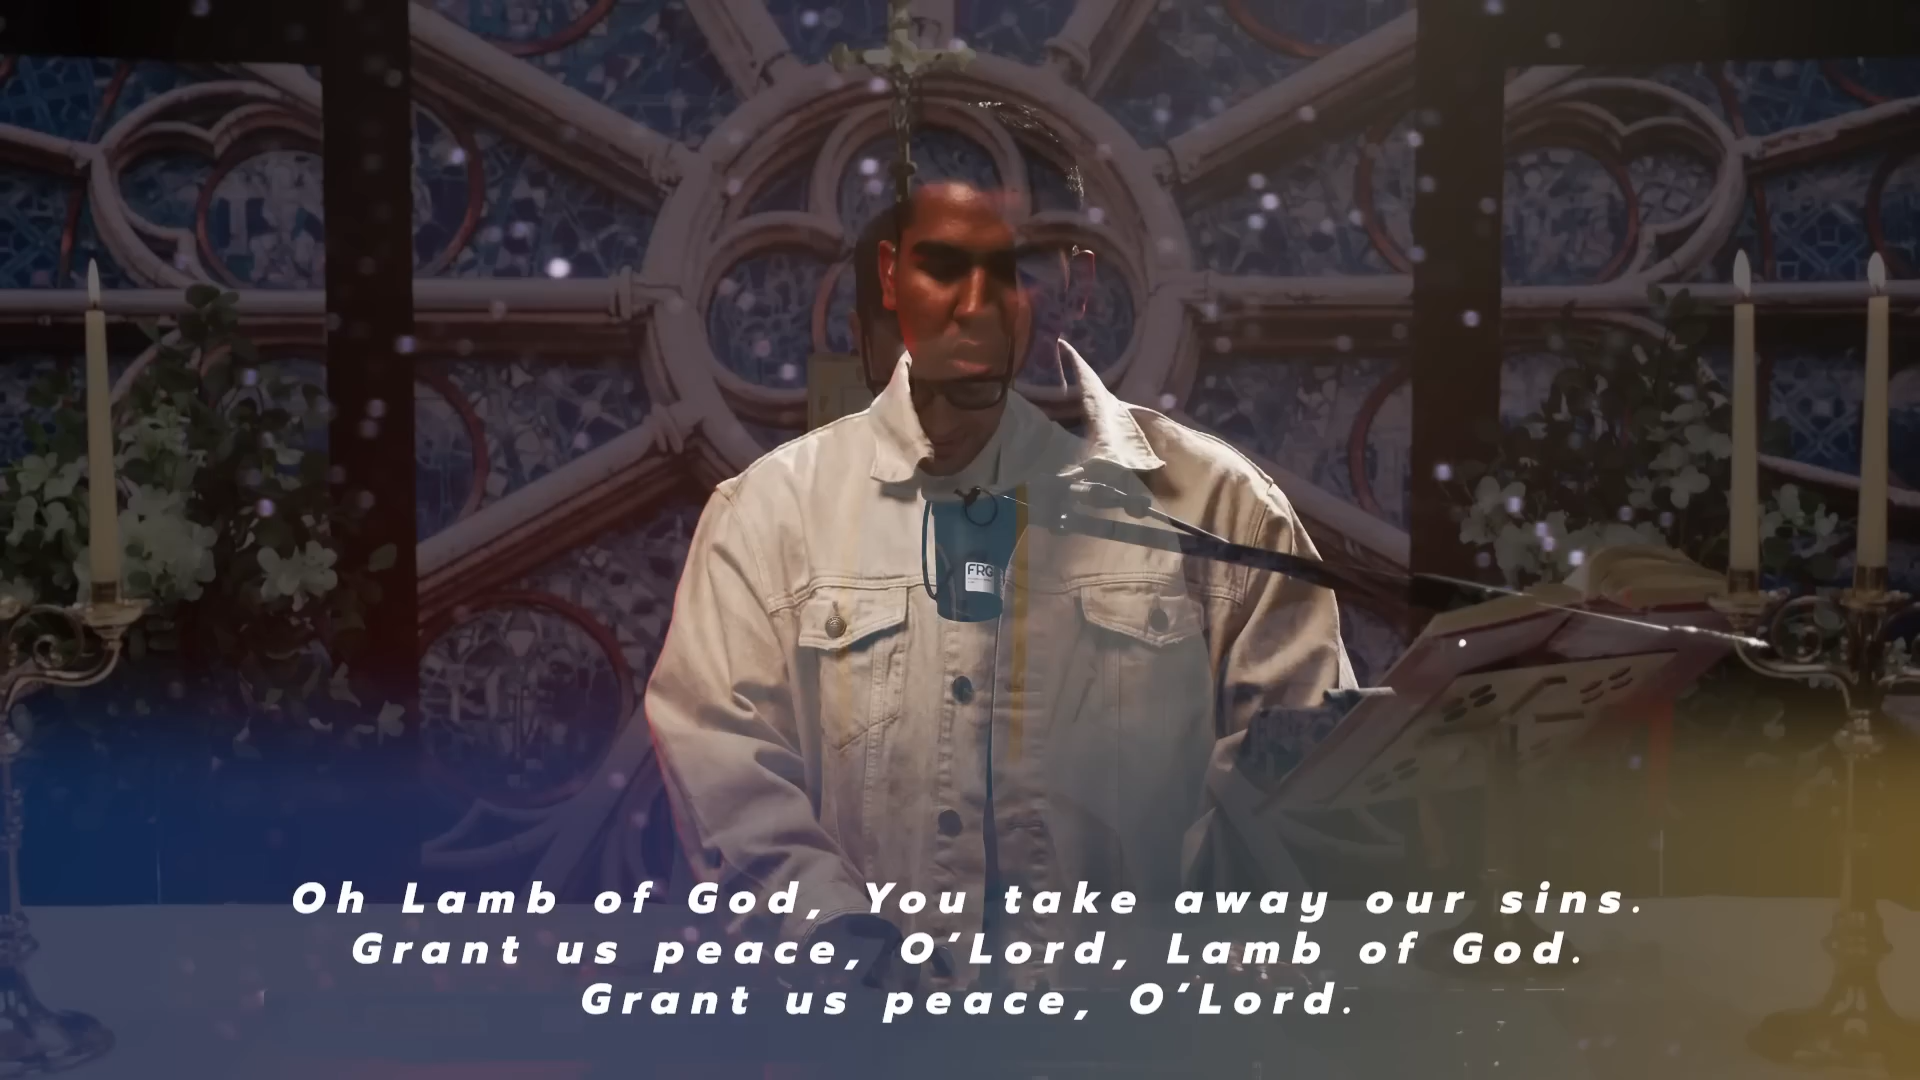 FRG
Oh Lamb of God, You take away our sins.
Grant us peace, O'Lord, Lamb of God.
Grant us peace, O'Lord.